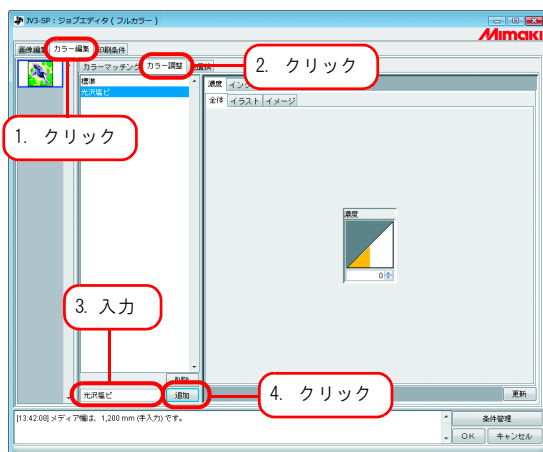 JV3-SP : ジョブエディタ ( フルカラー )
Mimaki
画像編集 カラー編集 印刷条件
カラーマッチング カラー調整
2. クリック
標準
光沢塩ビ
濃度
全体 イラスト イメージ
1. クリック
濃度
0
3. 入力
削除
光沢塩ビ 追加
4. クリック
更新
[13:42:08] メディア幅は、1,200 mm (手入力) です。
条件管理
OK キャンセル